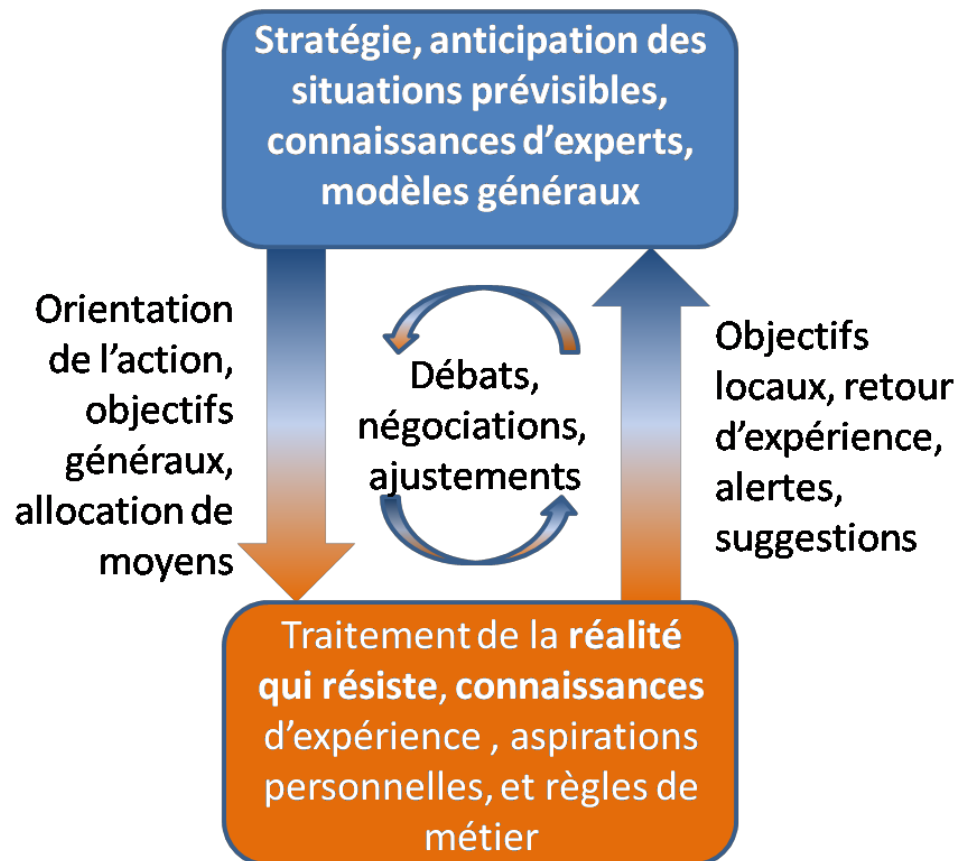 Stratégie, anticipation des
situations prévisibles,
connaissances d’experts,
modèles généraux
Orientation
de l’action,
objectifs
généraux,
allocation de
moyens
Débats,
négociations,
ajustements
Objectifs
locaux, retour
d’expérience,
alertes,
suggestions
Traitement de la réalité
qui résiste, connaissances
d’expérience , aspirations
personnelles, et règles de
métier